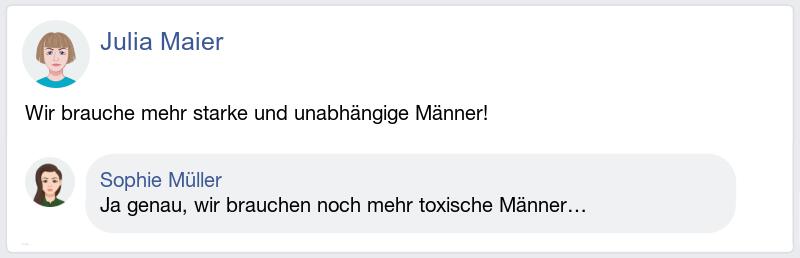 Julia Maier
Wir brauche mehr starke und unabhängige Männer!
Sophie Müller
Ja genau, wir brauchen noch mehr toxische Männer…